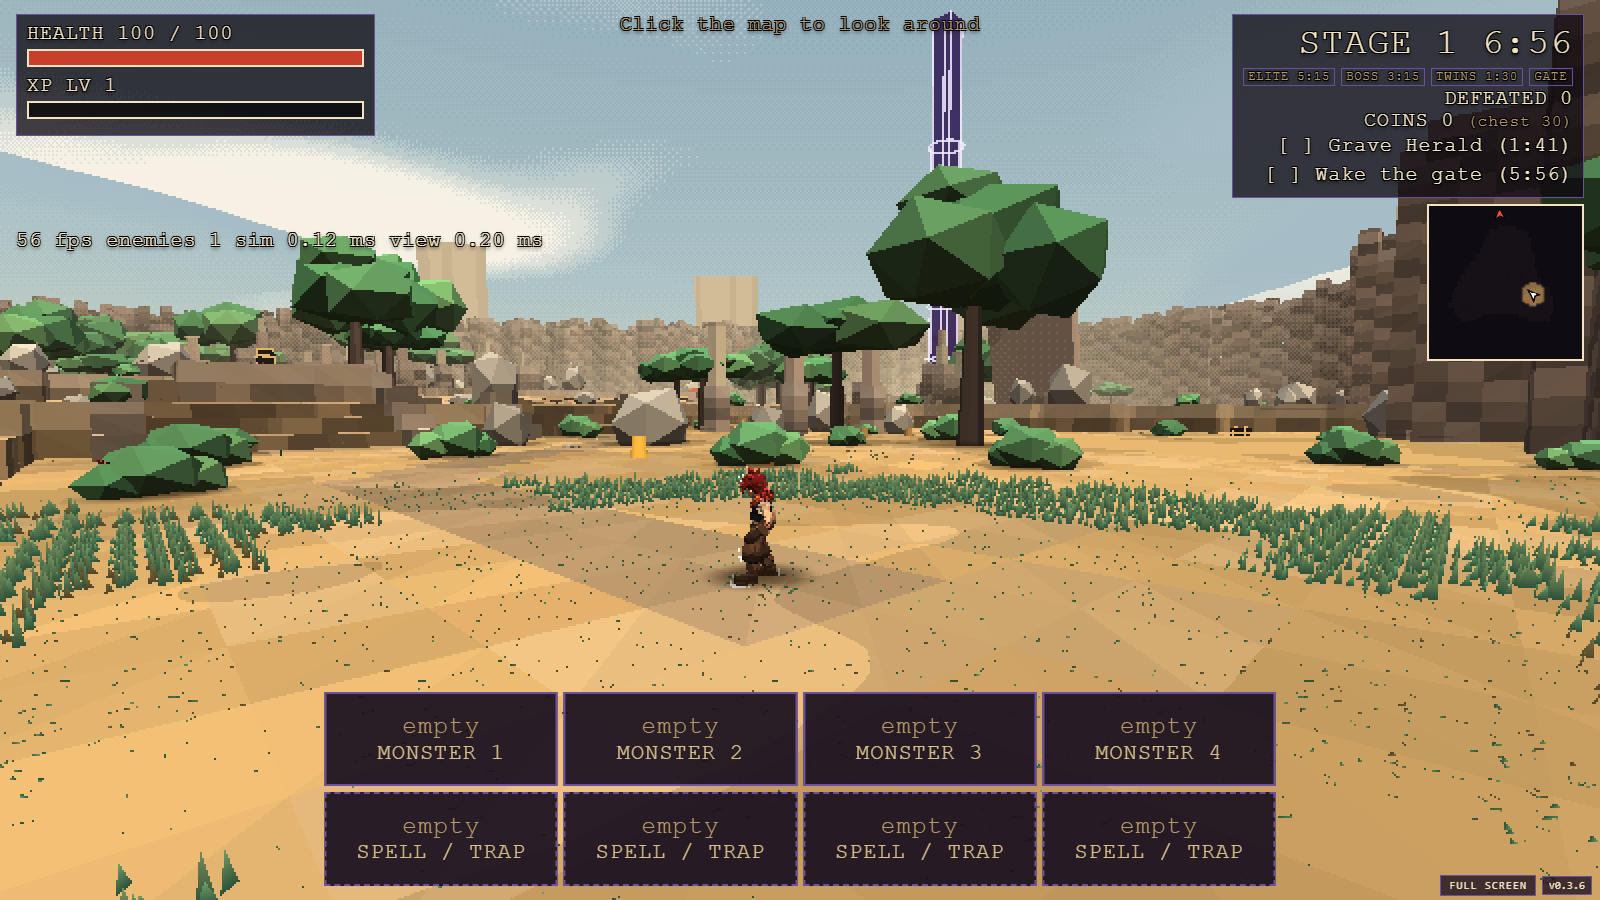 HEALTH 100 / 100
XP LV 1
Click the map to look around
STAGE 1 6:56
ELITE 5:15 BOSS 3:15 TWINS 1:30 GATE
DEFEATED 0
COINS 0 (chest 30)
[ ] Grave Herald (1:41)
[ ] Wake the gate (5:56)
56 fps enemies 1 sim 0.12 ms view 0.20 ms
empty empty empty empty
MONSTER 1 MONSTER 2 MONSTER 3 MONSTER 4
empty empty empty empty
SPELL / TRAP SPELL / TRAP SPELL / TRAP SPELL / TRAP
FULL SCREEN v0.3.6